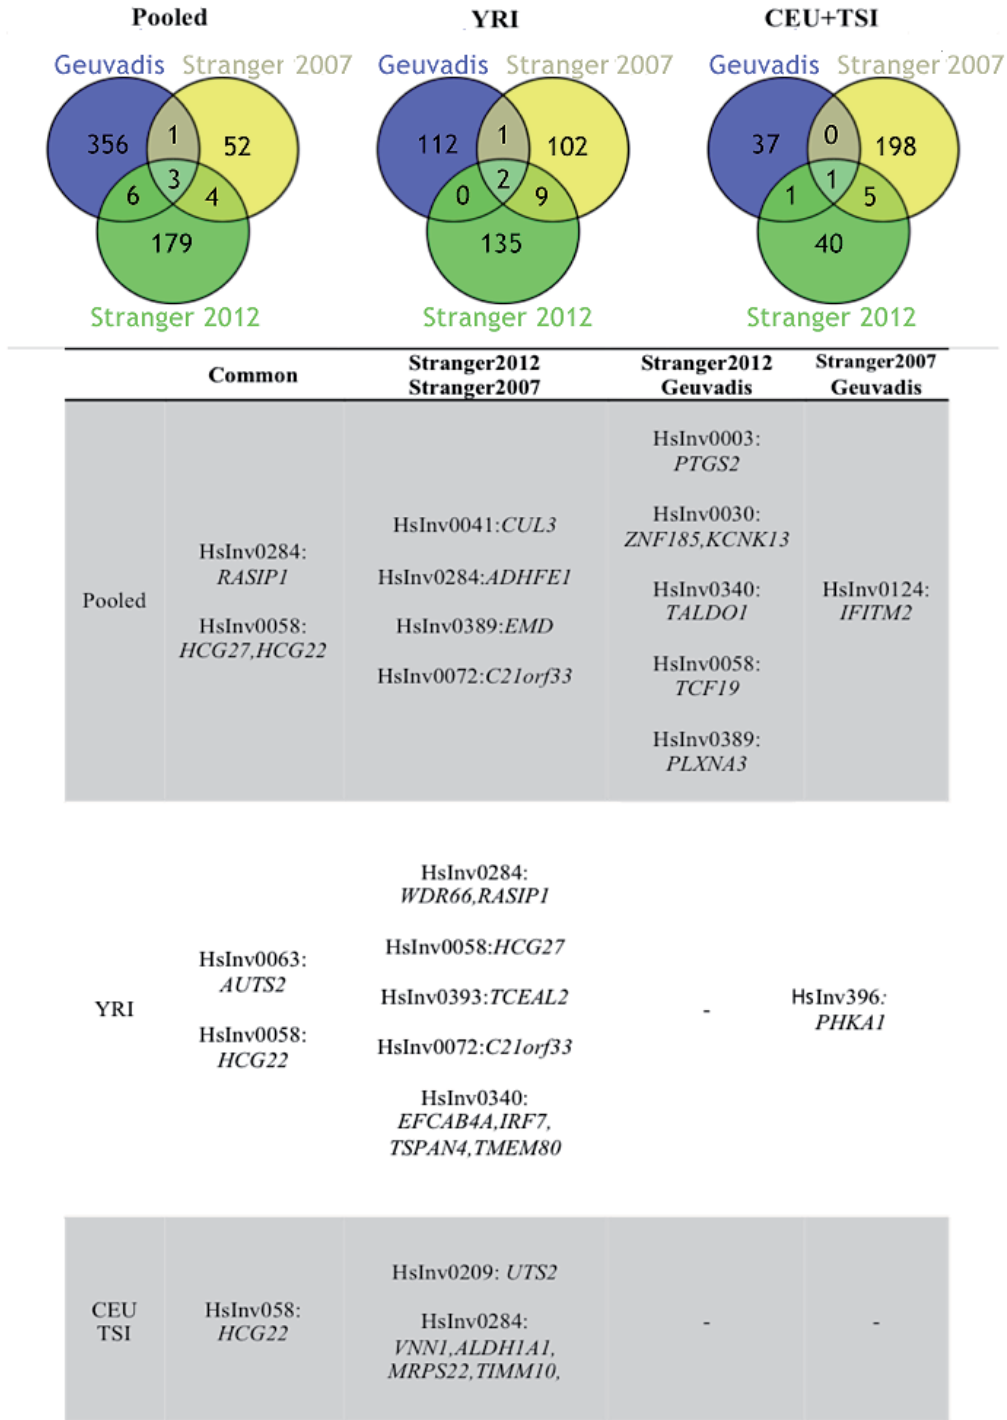 Pooled YRI CEU+TSI
Geuvadis Stranger 2007 Geuvadis Stranger 2007 Geuvadis Stranger 2007
356 1 52 112 1 102 37 0 198
3 2 1
6 4 0 9 1 5
179 135 40
Stranger 2012 Stranger 2012 Stranger 2012
Common Stranger2012 Stranger2007 Stranger2012 Geuvadis Stranger2007 Geuvadis
Pooled
HsInv0284:
RASIP1
HsInv0058:
HCG27,HCG22
HsInv0041:CUL3
HsInv0284:ADHFE1
HsInv0389:EMD
HsInv0072:C21orf33
HsInv0003:
PTGS2
HsInv0030:
ZNF185,KCNK13
HsInv0340:
TALDO1
HsInv0058:
TCF19
HsInv0389:
PLXNA3
HsInv0124:
IFITM2
YRI
HsInv0063:
AUTS2
HsInv0058:
HCG22
HsInv0284:
WDR66,RASIP1
HsInv0058:HCG27
HsInv0393:TCEAL2
HsInv0072:C21orf33
HsInv0340:
EFCAB4A,IRF7,
TSPAN4,TMEM80
-
HsInv396:
PHKA1
CEU
TSI
HsInv058:
HCG22
HsInv0209: UTS2
HsInv0284:
VNN1,ALDH1A1,
MRPS22,TIMM10,
-
-